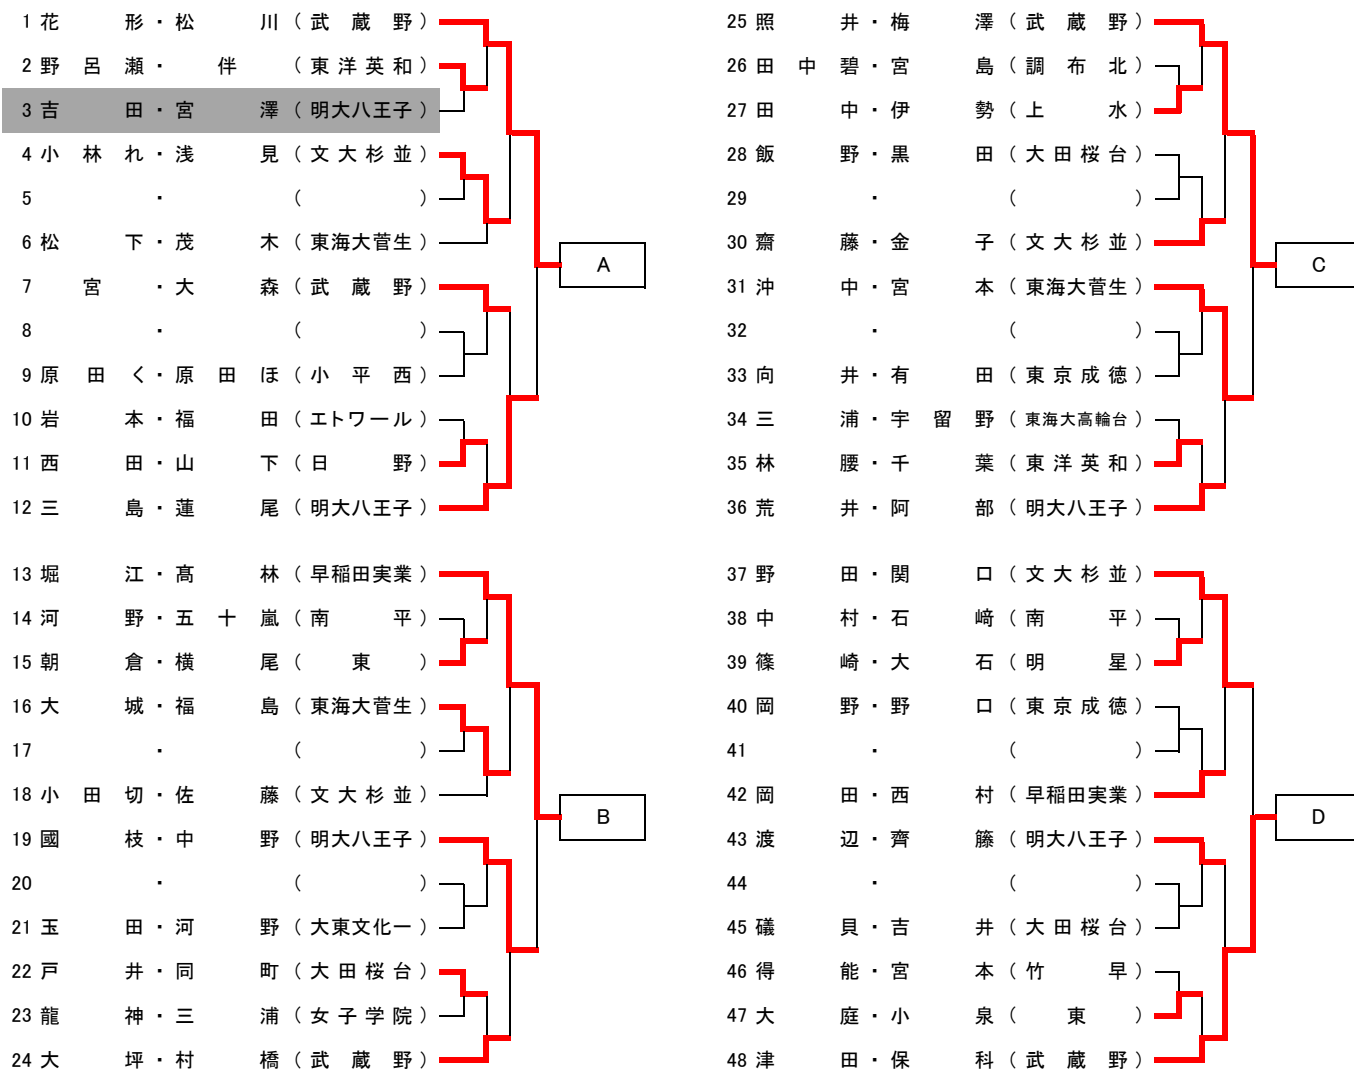 1 花形・松川（武蔵野）
2 野呂瀬・伴（東洋英和）
3 吉田・宮澤（明大八王子）
4 小林れ・浅見（文大杉並）
5 ・（ ）
6 松下・茂木（東海大菅生）
A
7 宮・大森（武蔵野）
8 ・（ ）
9 原田く・原田ほ（小平西）
10 岩本・福田（エトワール）
11 西田・山下（日野）
12 三島・蓮尾（明大八王子）
13 堀江・髙林（早稲田実業）
14 河野・五十嵐（南平）
15 朝倉・横尾（東）
16 大城・福島（東海大菅生）
17 ・（ ）
18 小田切・佐藤（文大杉並）
B
19 國枝・中野（明大八王子）
20 ・（ ）
21 玉田・河野（大東文化一）
22 戸井・同町（大田桜台）
23 龍神・三浦（女子学院）
24 大坪・村橋（武蔵野）
25 照井・梅澤（武蔵野）
26 田中碧・宮島（調布北）
27 田中・伊勢（上水）
28 飯野・黒田（大田桜台）
29 ・（ ）
30 齋藤・金子（文大杉並）
C
31 沖中・宮本（東海大菅生）
32 ・（ ）
33 向井・有田（東京成徳）
34 三浦・宇留野（東海大高輪台）
35 林腰・千葉（東洋英和）
36 荒井・阿部（明大八王子）
37 野田・関口（文大杉並）
38 中村・石﨑（南平）
39 篠崎・大石（明星）
40 岡野・野口（東京成徳）
41 ・（ ）
42 岡田・西村（早稲田実業）
D
43 渡辺・齊籐（明大八王子）
44 ・（ ）
45 礒貝・吉井（大田桜台）
46 得能・宮本（竹早）
47 大庭・小泉（東）
48 津田・保科（武蔵野）